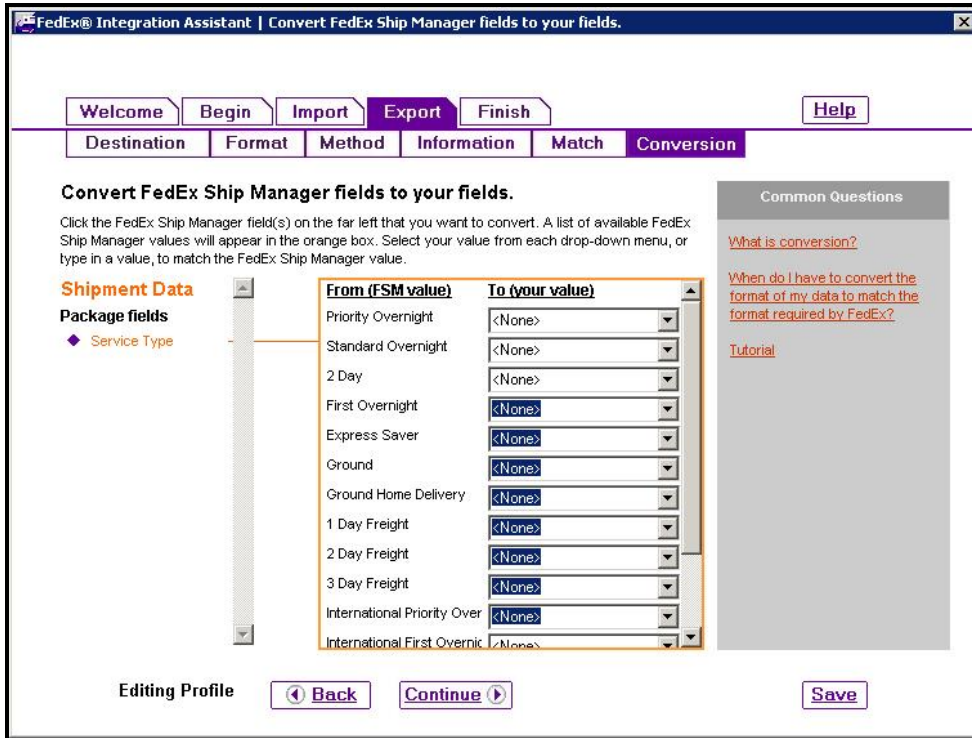 FedEx® Integration Assistant | Convert FedEx Ship Manager fields to your fields.
Welcome Begin Import Export Finish Help
Destination Format Method Information Match Conversion
Convert FedEx Ship Manager fields to your fields.
Click the FedEx Ship Manager field(s) on the far left that you want to convert. A list of available FedEx
Ship Manager values will appear in the orange box. Select your value from each drop-down menu, or
type in a value, to match the FedEx Ship Manager value.
Shipment Data
Package fields
Service Type
From (FSM value) To (your value)
Priority Overnight <None>
Standard Overnight <None>
2 Day <None>
First Overnight <None>
Express Saver <None>
Ground <None>
Ground Home Delivery <None>
1 Day Freight <None>
2 Day Freight <None>
3 Day Freight <None>
International Priority Over <None>
International First Overnic <None>
Common Questions
What is conversion?
When do I have to convert the
format of my data to match the
format required by FedEx?
Tutorial
Editing Profile Back Continue Save